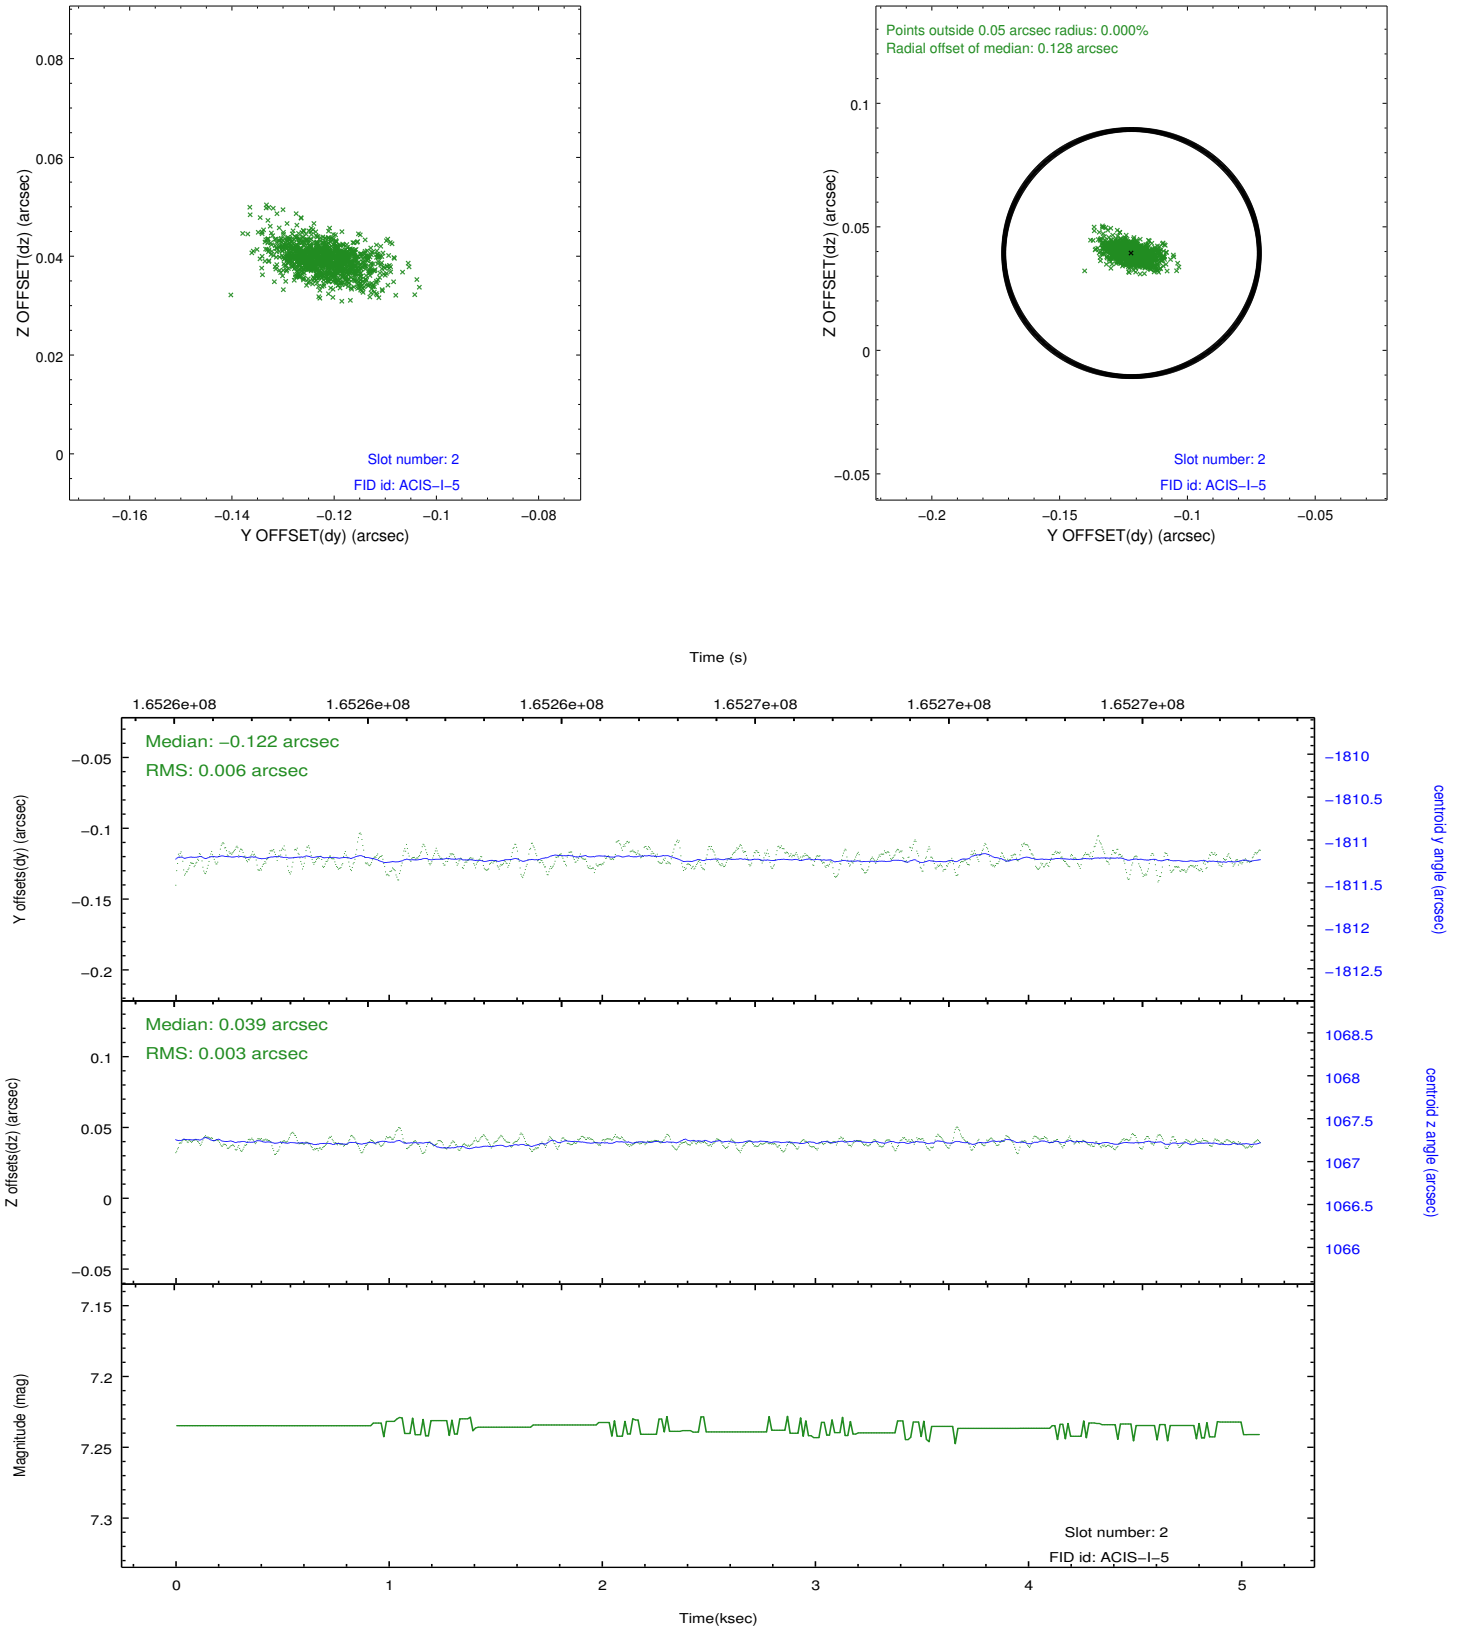 0.08
0.06
0.04
0.02
0
Z OFFSET(dz) (arcsec)
Slot number: 2
FID id: ACIS−I−5
−0.16 −0.14 −0.12 −0.1 −0.08
Y OFFSET(dy) (arcsec)
Points outside 0.05 arcsec radius: 0.000%
Radial offset of median: 0.128 arcsec
0.1
0.05
0
−0.05
Z OFFSET(dz) (arcsec)
Slot number: 2
FID id: ACIS−I−5
−0.2 −0.15 −0.1 −0.05
Y OFFSET(dy) (arcsec)
Time (s)
1.6526e+08 1.6526e+08 1.6526e+08 1.6527e+08 1.6527e+08 1.6527e+08
Median: −0.122 arcsec
RMS: 0.006 arcsec
−0.05
−0.1
−0.15
−0.2
Y offsets(dy) (arcsec)
−1810
−1810.5
−1811
−1811.5
−1812
−1812.5
centroid y angle (arcsec)
Median: 0.039 arcsec
RMS: 0.003 arcsec
0.1
0.05
0
−0.05
Z offsets(dz) (arcsec)
1068.5
1068
1067.5
1067
1066.5
1066
centroid z angle (arcsec)
7.15
7.2
7.25
7.3
Magnitude (mag)
Slot number: 2
FID id: ACIS−I−5
0 1 2 3 4 5
Time(ksec)